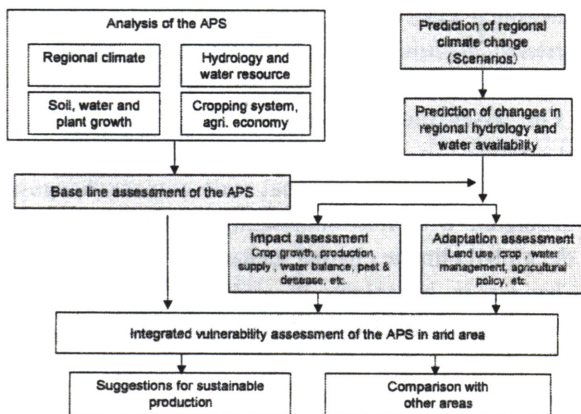 Analysis of the APS
Regional climate
Hydrology and
water resource
Soil, water and
plant growth
Cropping system,
agri. economy
Prediction of regional
climate change
(Scenarios)
Prediction of changes in
regional hydrology and
water availability
Base line assessment of the APS
Impact assessment
Crop growth, production,
supply , water balance, pest &
desease, etc.
Adaptation assessment
Land use, crop , water
management, agricultural
policy, etc
Integrated vulnerability assessment of the APS in arid area
Suggestions for sustainable
production
Comparison with
other areas